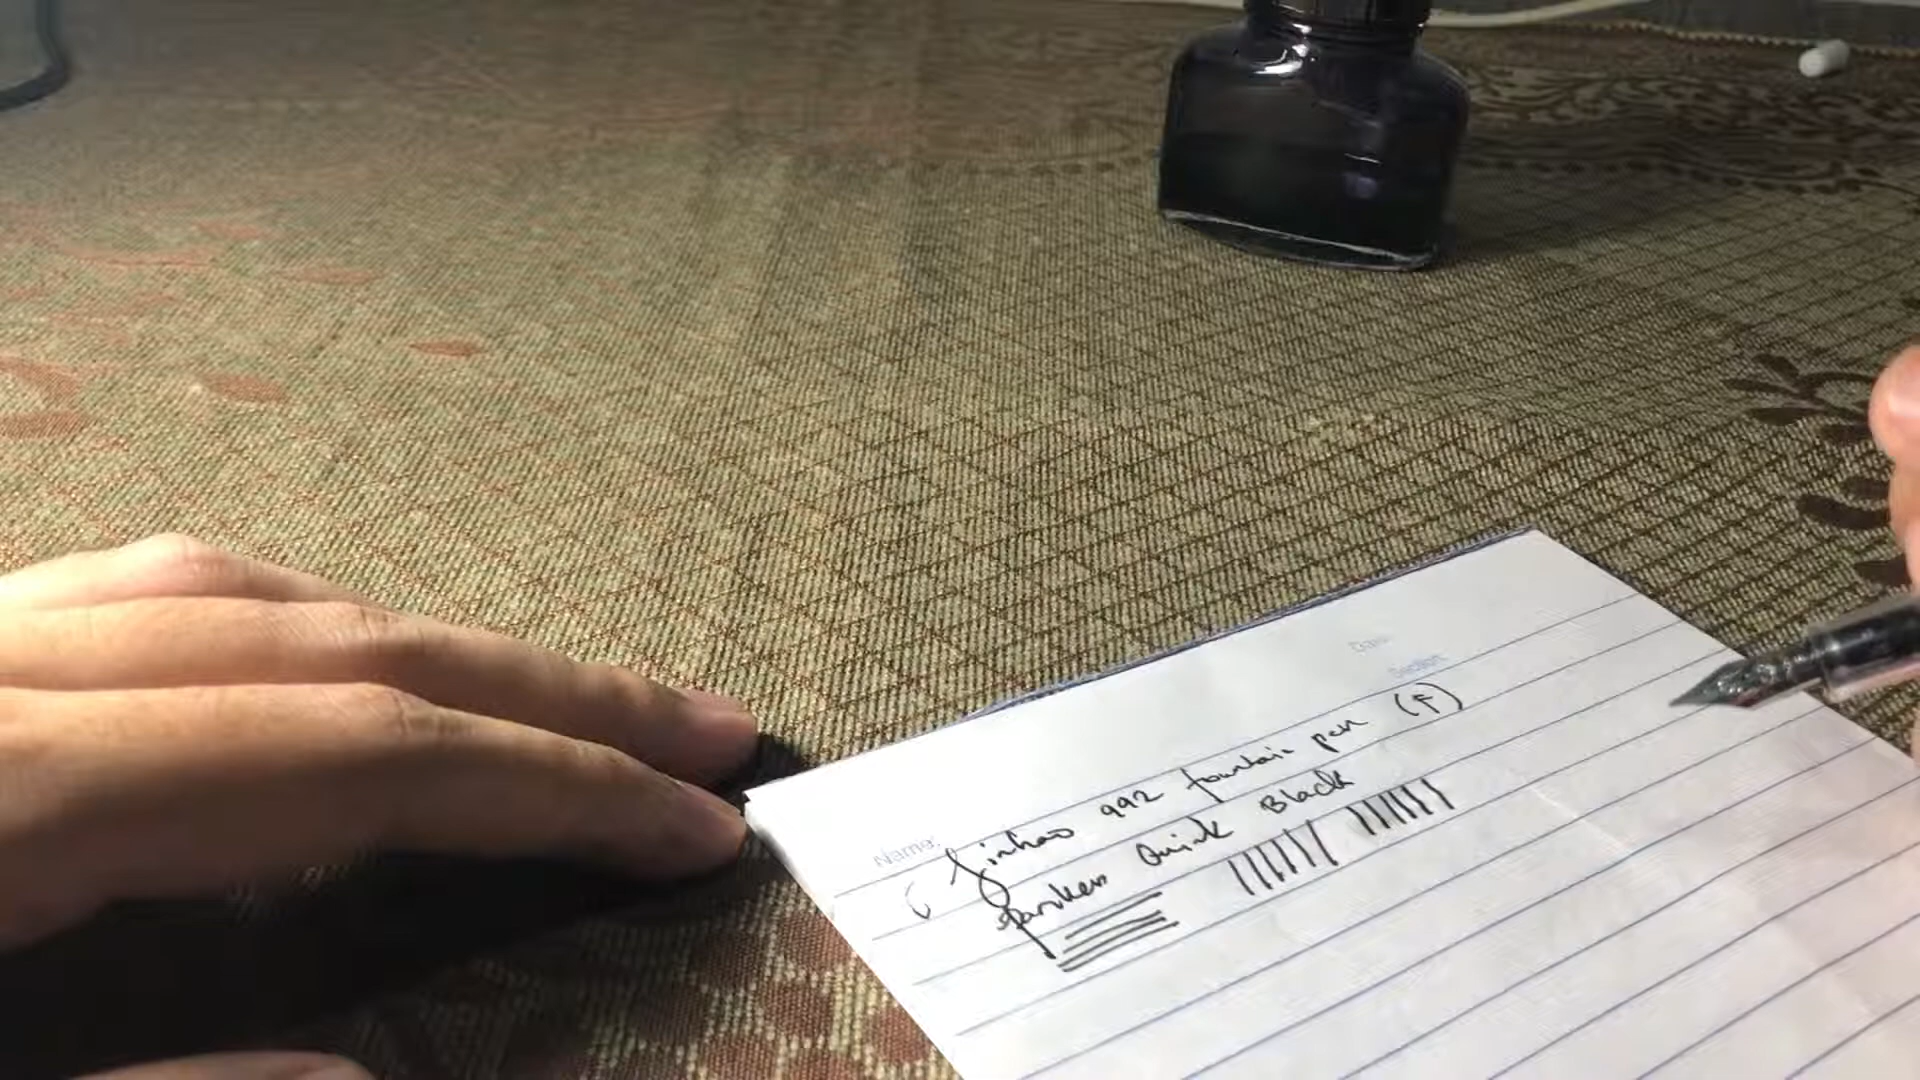 Date:
Section:
Name:
Jinhao 992 fountain pen (F)
Parker Quink Black